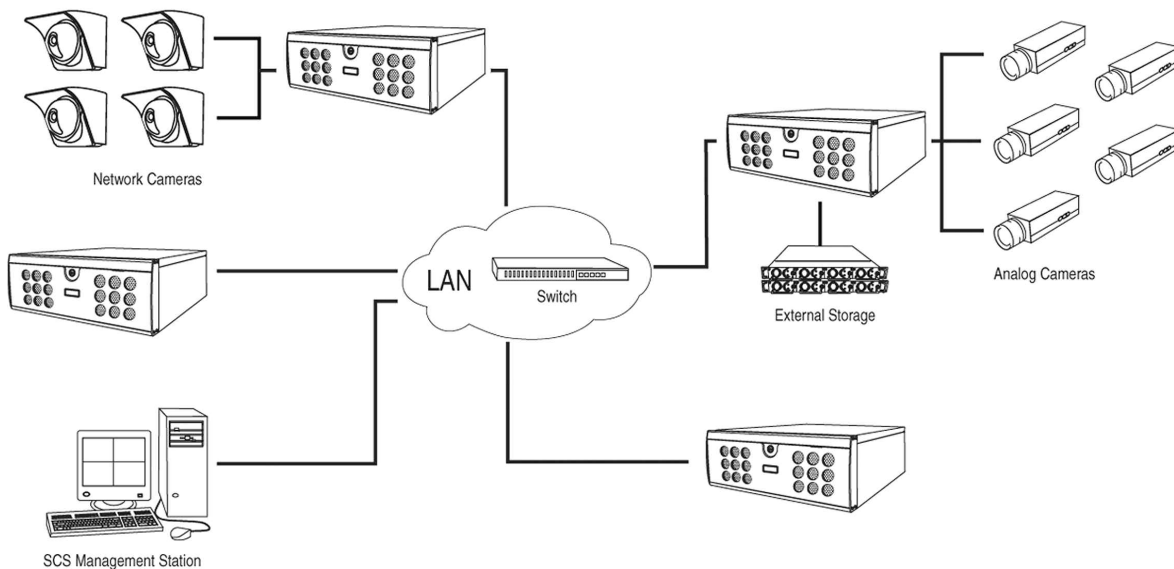 Network Cameras
LAN
Switch
Analog Cameras
External Storage
SCS Management Station